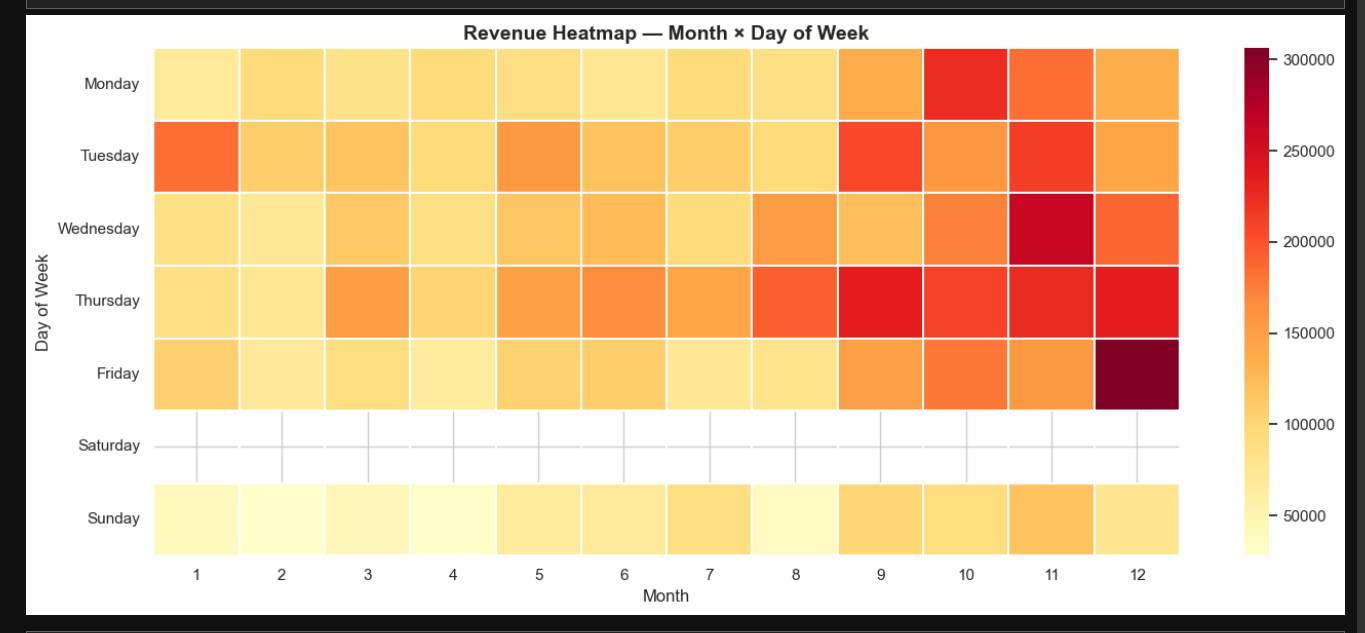 Revenue Heatmap — Month × Day of Week
Monday
Tuesday
Wednesday
Thursday
Friday
Saturday
Sunday
Day of Week
1 2 3 4 5 6 7 8 9 10 11 12
Month
300000
250000
200000
150000
100000
50000